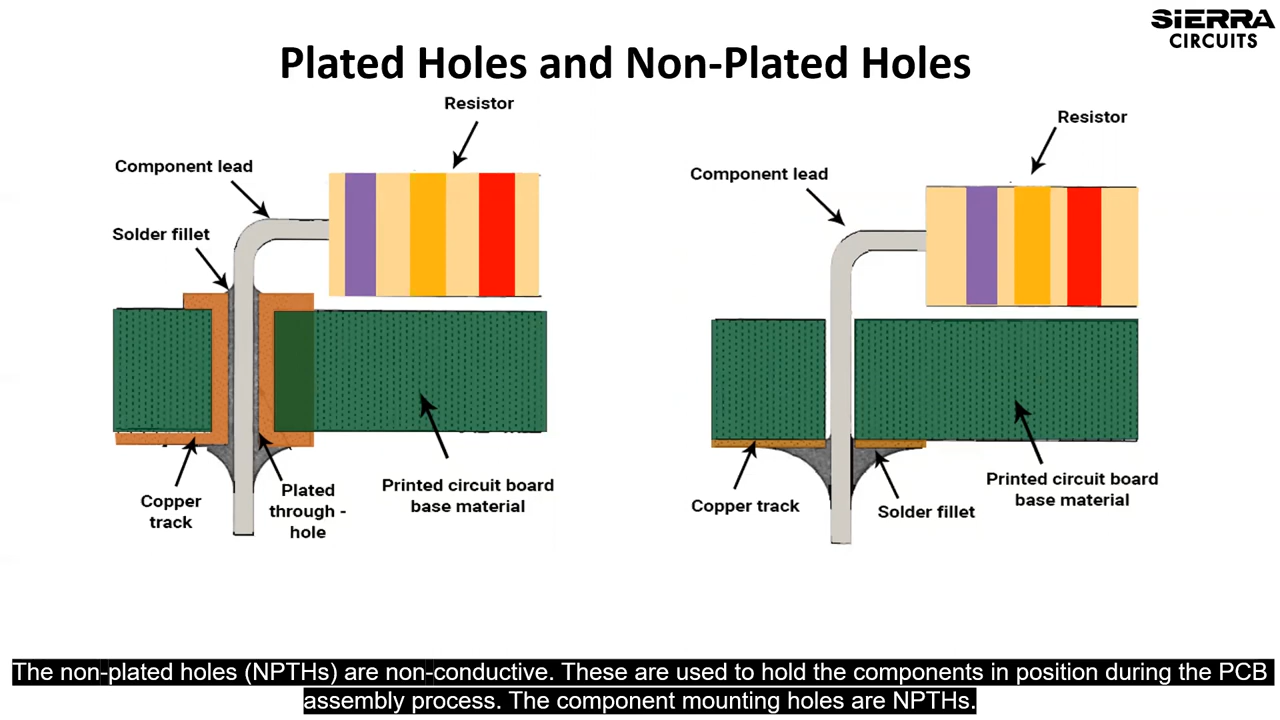 SIERRA
CIRCUITS
Plated Holes and Non-Plated Holes
Resistor
Component lead
Solder fillet
Copper
track
Plated
through -
hole
Printed circuit board
base material
Resistor
Component lead
Copper track
Solder fillet
Printed circuit board
base material
The non-plated holes (NPTHs) are non-conductive. These are used to hold the components in position during the PCB
assembly process. The component mounting holes are NPTHs.